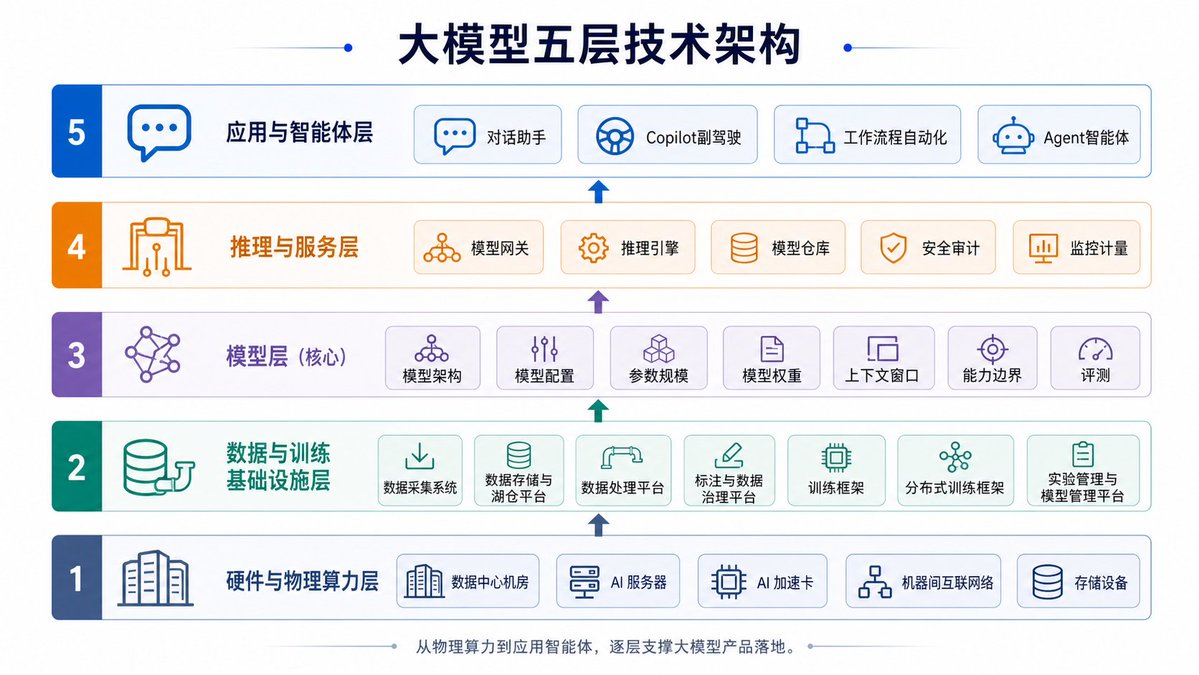 大模型五层技术架构
5
应用与智能体层
对话助手
Copilot副驾驶
工作流程自动化
Agent智能体
4
推理与服务层
模型网关
推理引擎
模型仓库
安全审计
监控计量
3
模型层（核心）
模型架构
模型配置
参数规模
模型权重
上下文窗口
能力边界
评测
2
数据与训练
基础设施层
数据采集系统
数据存储与
湖仓平台
数据处理平台
标注与数据
治理平台
训练框架
分布式训练框架
实验管理与
模型管理平台
1
硬件与物理算力层
数据中心机房
AI 服务器
AI 加速卡
机器间互联网络
存储设备
从物理算力到应用智能体，逐层支撑大模型产品落地。